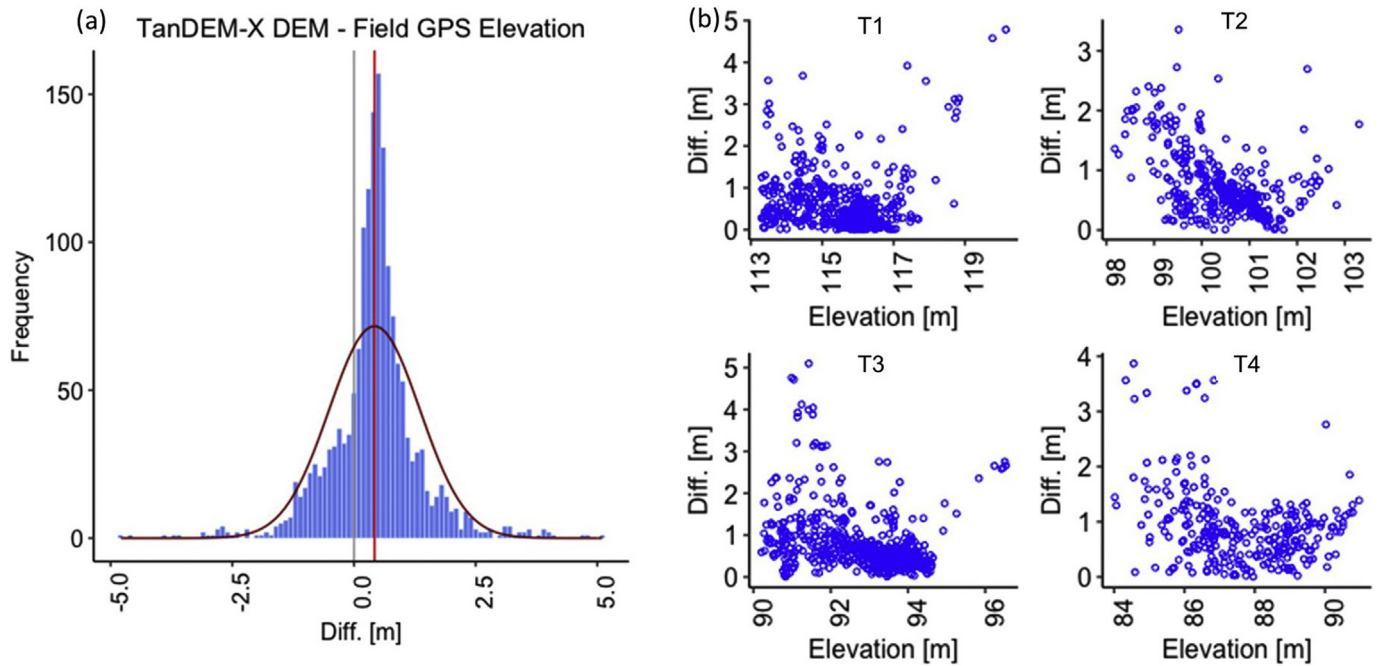 (a)
TanDEM-X DEM - Field GPS Elevation
150
100
50
0
Frequency
-5.0
-2.5
0.0
2.5
5.0
Diff. [m]
(b)
T1
5
4
3
2
1
0
Diff. [m]
113
115
117
119
Elevation [m]
T2
3
2
1
0
Diff. [m]
98
99
100
101
102
103
Elevation [m]
T3
5
4
3
2
1
0
Diff. [m]
90
92
94
96
Elevation [m]
T4
4
3
2
1
0
Diff. [m]
84
86
88
90
Elevation [m]